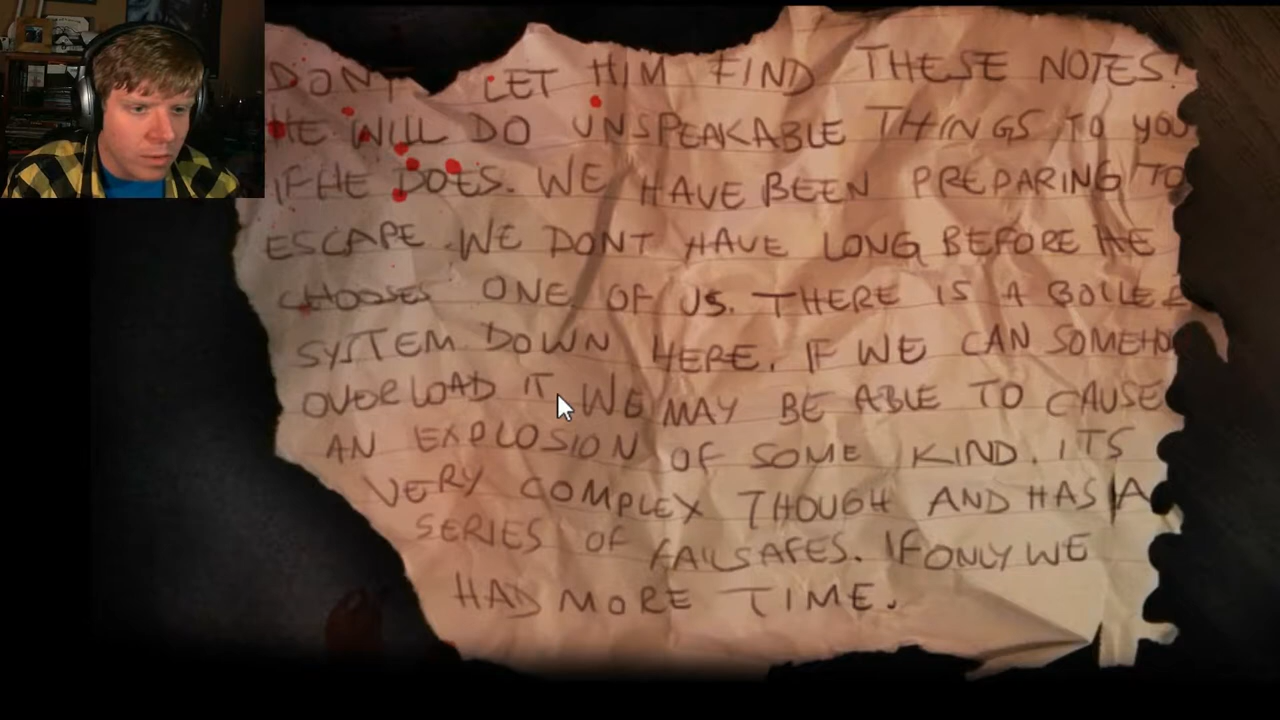 DONT LET HIM FIND THESE NOTES!
HE WILL DO UNSPEAKABLE THINGS TO YOU
IF HE DOES. WE HAVE BEEN PREPARING TO
ESCAPE. WE DONT HAVE LONG BEFORE HE
CHOOSES ONE OF US. THERE IS A BOILER
SYSTEM DOWN HERE. IF WE CAN SOMEHO
OVERLOAD IT WE MAY BE ABLE TO CAUSE
AN EXPLOSION OF SOME KIND. ITS
VERY COMPLEX THOUGH AND HAS A
SERIES OF FAILSAFES. IF ONLY WE
HAD MORE TIME.